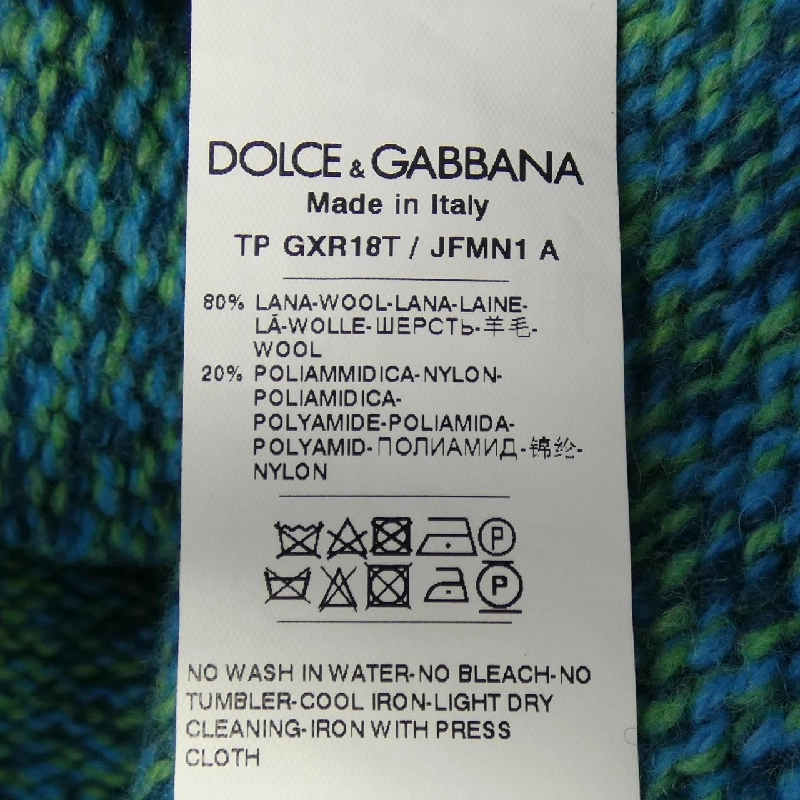 DOLCE & GABBANA
Made in Italy
TP GXR18T / JFMN1 A
80% LANA-WOOL-LANA-LAINE-
LÃ-WOLLE-ШЕРСТЬ-羊毛-
WOOL
20% POLIAMMIDICA-NYLON-
POLIAMIDICA-
POLYAMIDE-POLIAMIDA-
POLYAMID-ПОЛИАМИД-锦纶-
NYLON
P
P
NO WASH IN WATER-NO BLEACH-NO
TUMBLER-COOL IRON-LIGHT DRY
CLEANING-IRON WITH PRESS
CLOTH